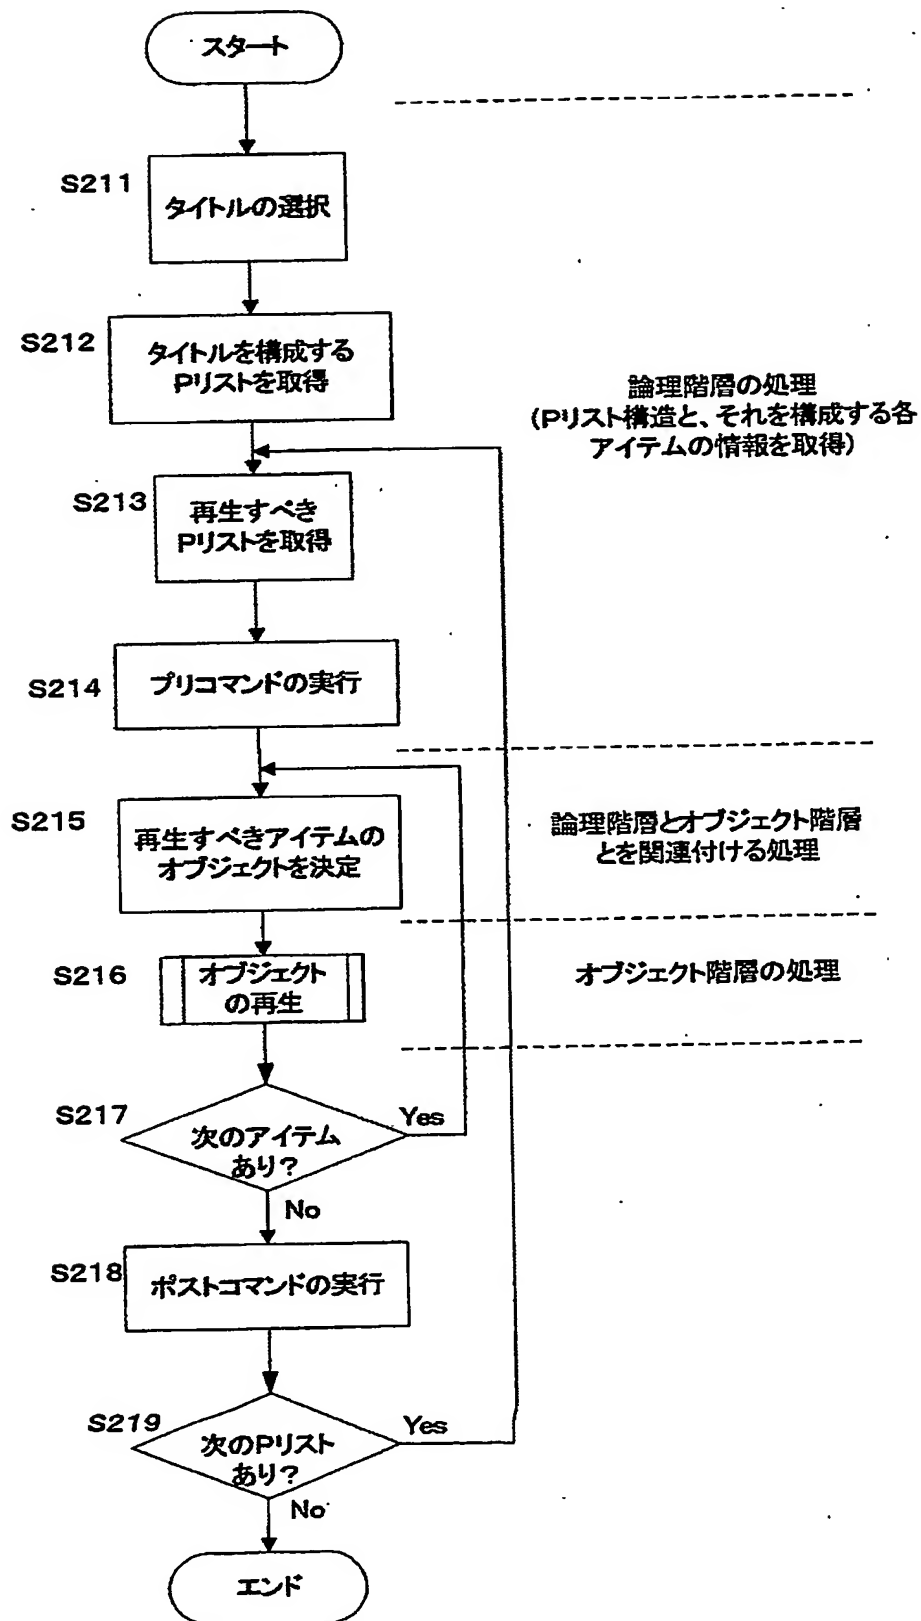 スタート
S211
タイトルの選択
S212
タイトルを構成する
Pリストを取得
論理階層の処理
(Pリスト構造と、それを構成する各
アイテムの情報を取得)
S213
再生すべき
Pリストを取得
S214
プリコマンドの実行
S215
再生すべきアイテムの
オブジェクトを決定
論理階層とオブジェクト階層
とを関連付ける処理
S216
オブジェクト
の再生
オブジェクト階層の処理
S217
次のアイテム
あり?
Yes
No
S218
ポストコマンドの実行
S219
次のPリスト
あり?
Yes
No
エンド